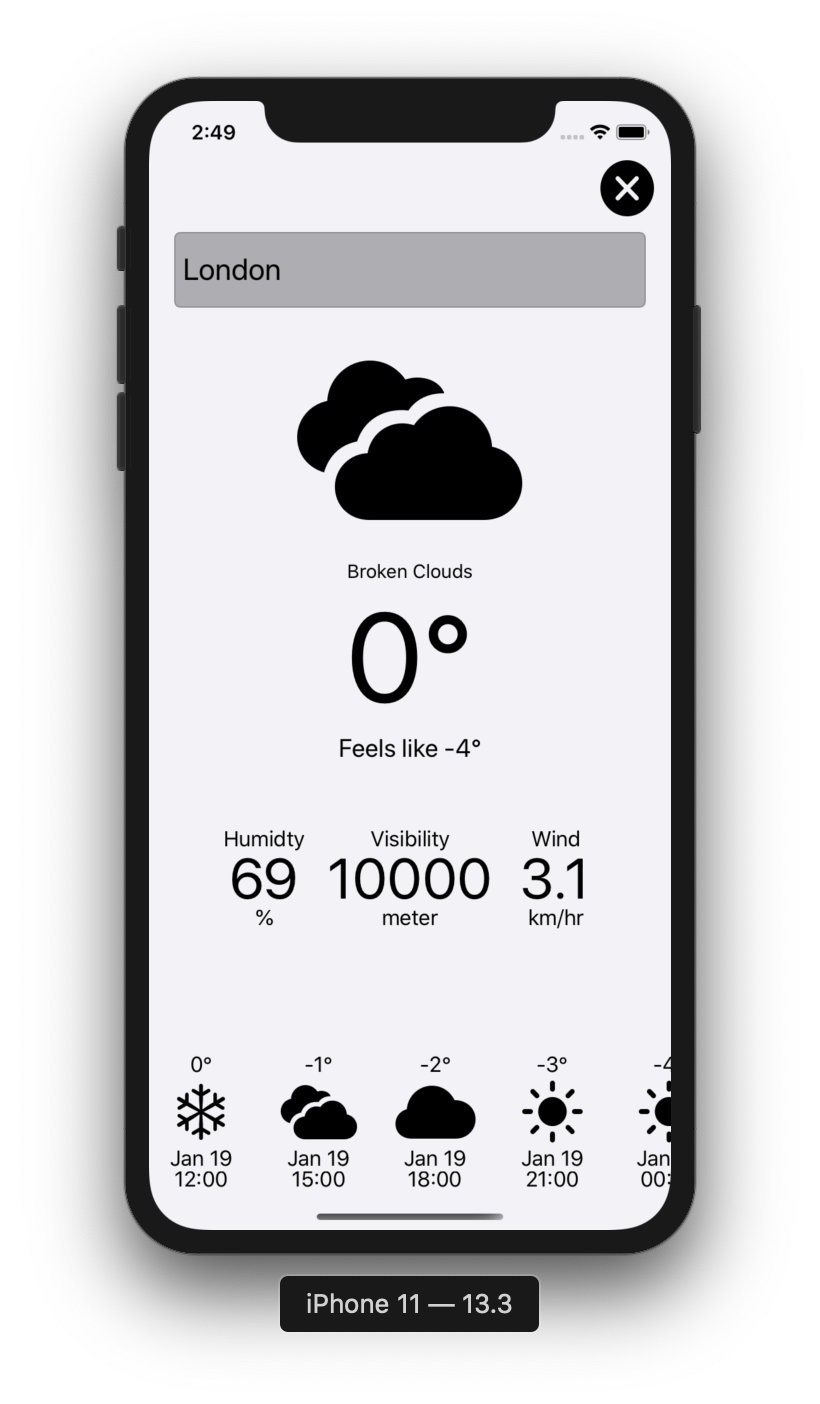 2:49
London
Broken Clouds
0°
Feels like -4°
Humidty Visibility Wind
69 10000 3.1
% meter km/hr
0° -1° -2° -3° -4
Jan 19 Jan 19 Jan 19 Jan 19 Jan
12:00 15:00 18:00 21:00 00:
iPhone 11 — 13.3